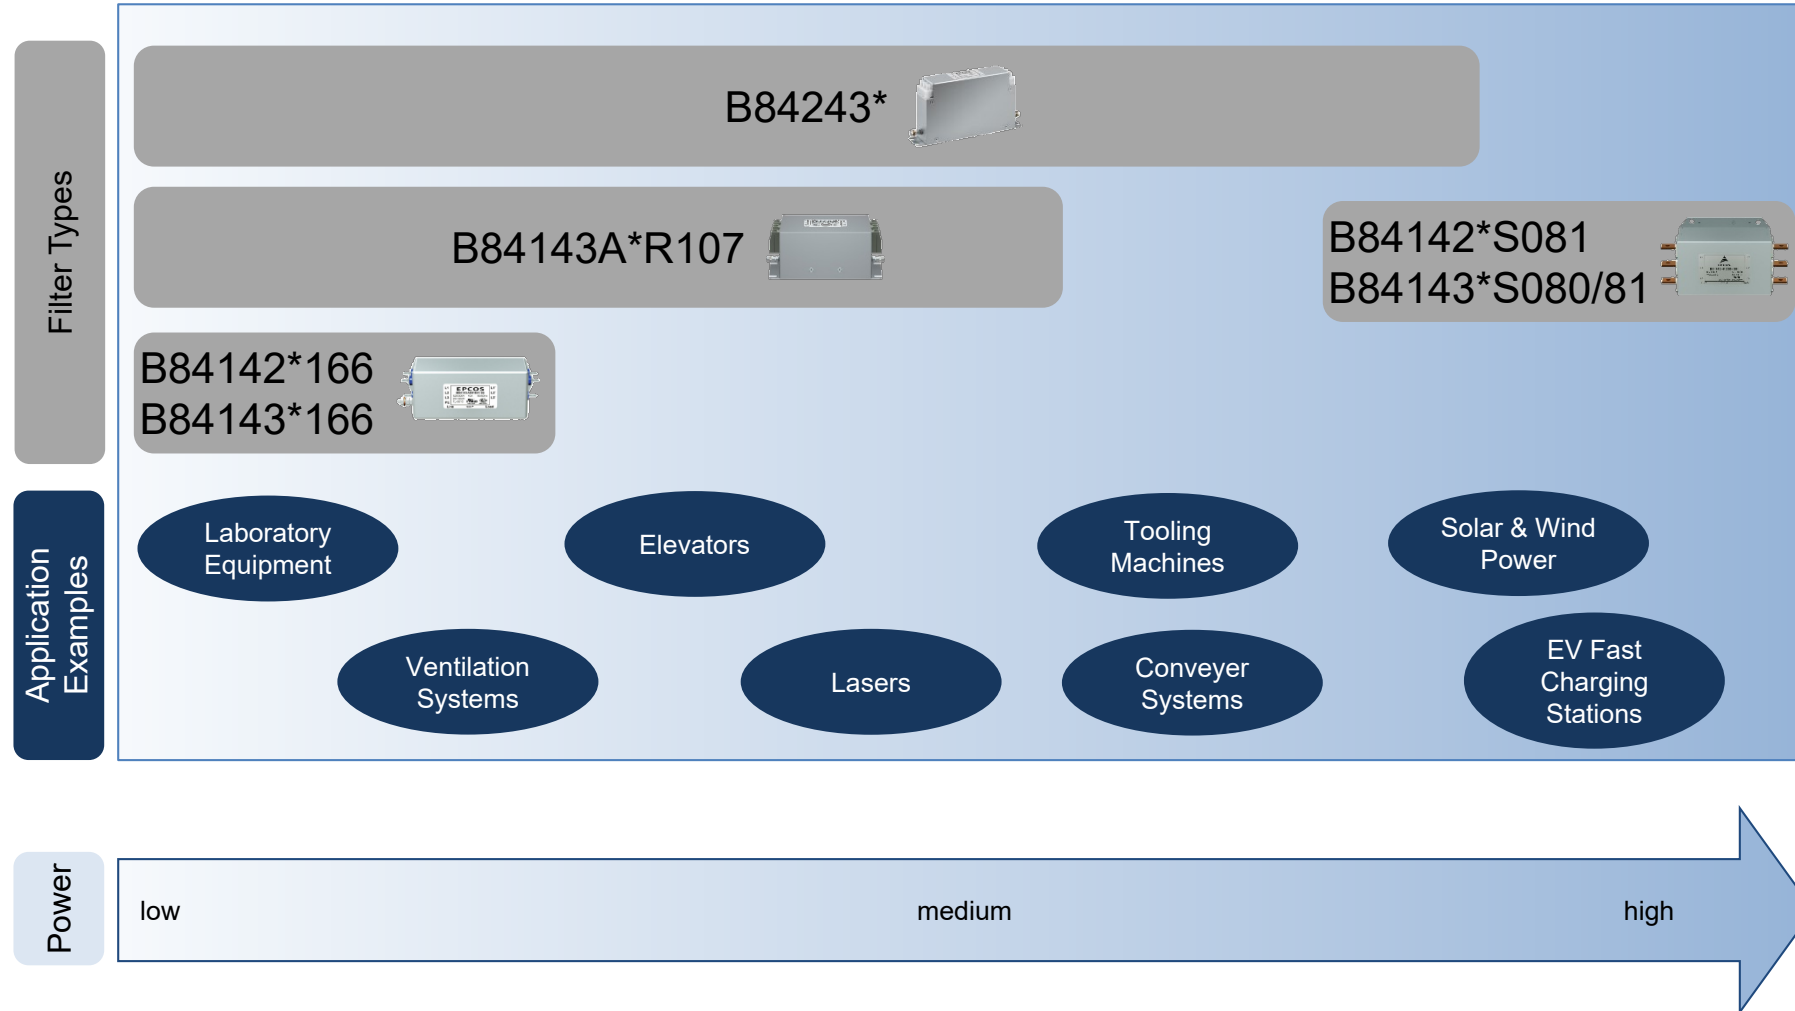 Filter Types
B84243*
B84143A*R107
B84142*S081
B84143*S080/81
B84142*166
B84143*166
EPCOS
Application
Examples
Laboratory
Equipment
Elevators
Tooling
Machines
Solar & Wind
Power
Ventilation
Systems
Lasers
Conveyer
Systems
EV Fast
Charging
Stations
Power
low
medium
high